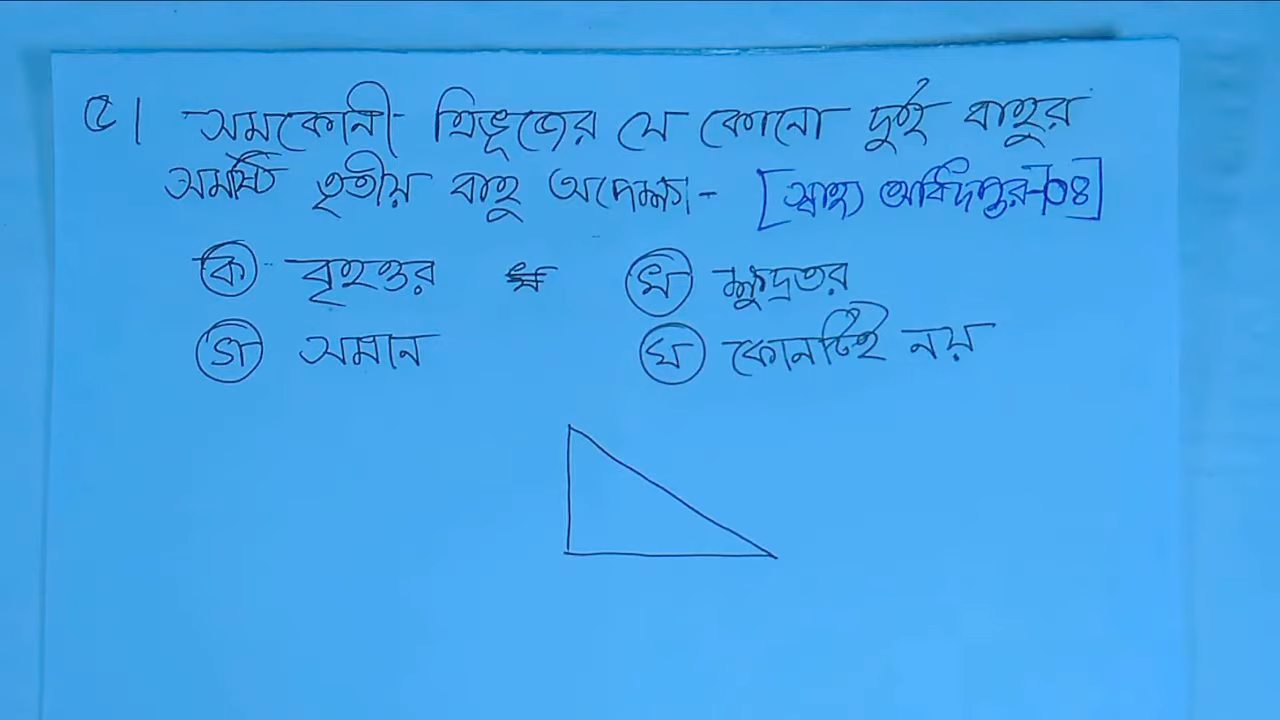 ৫। সমকোনী ত্রিভূজের যে কোনো দুই বাহুর
সমষ্টি তৃতীয় বাহু অপেক্ষা- [স্বাস্থ্য অধিদপ্তর-০৪]
ক বৃহত্তর খ ক্ষুদ্রতর
গ সমান ঘ কোনটিই নয়